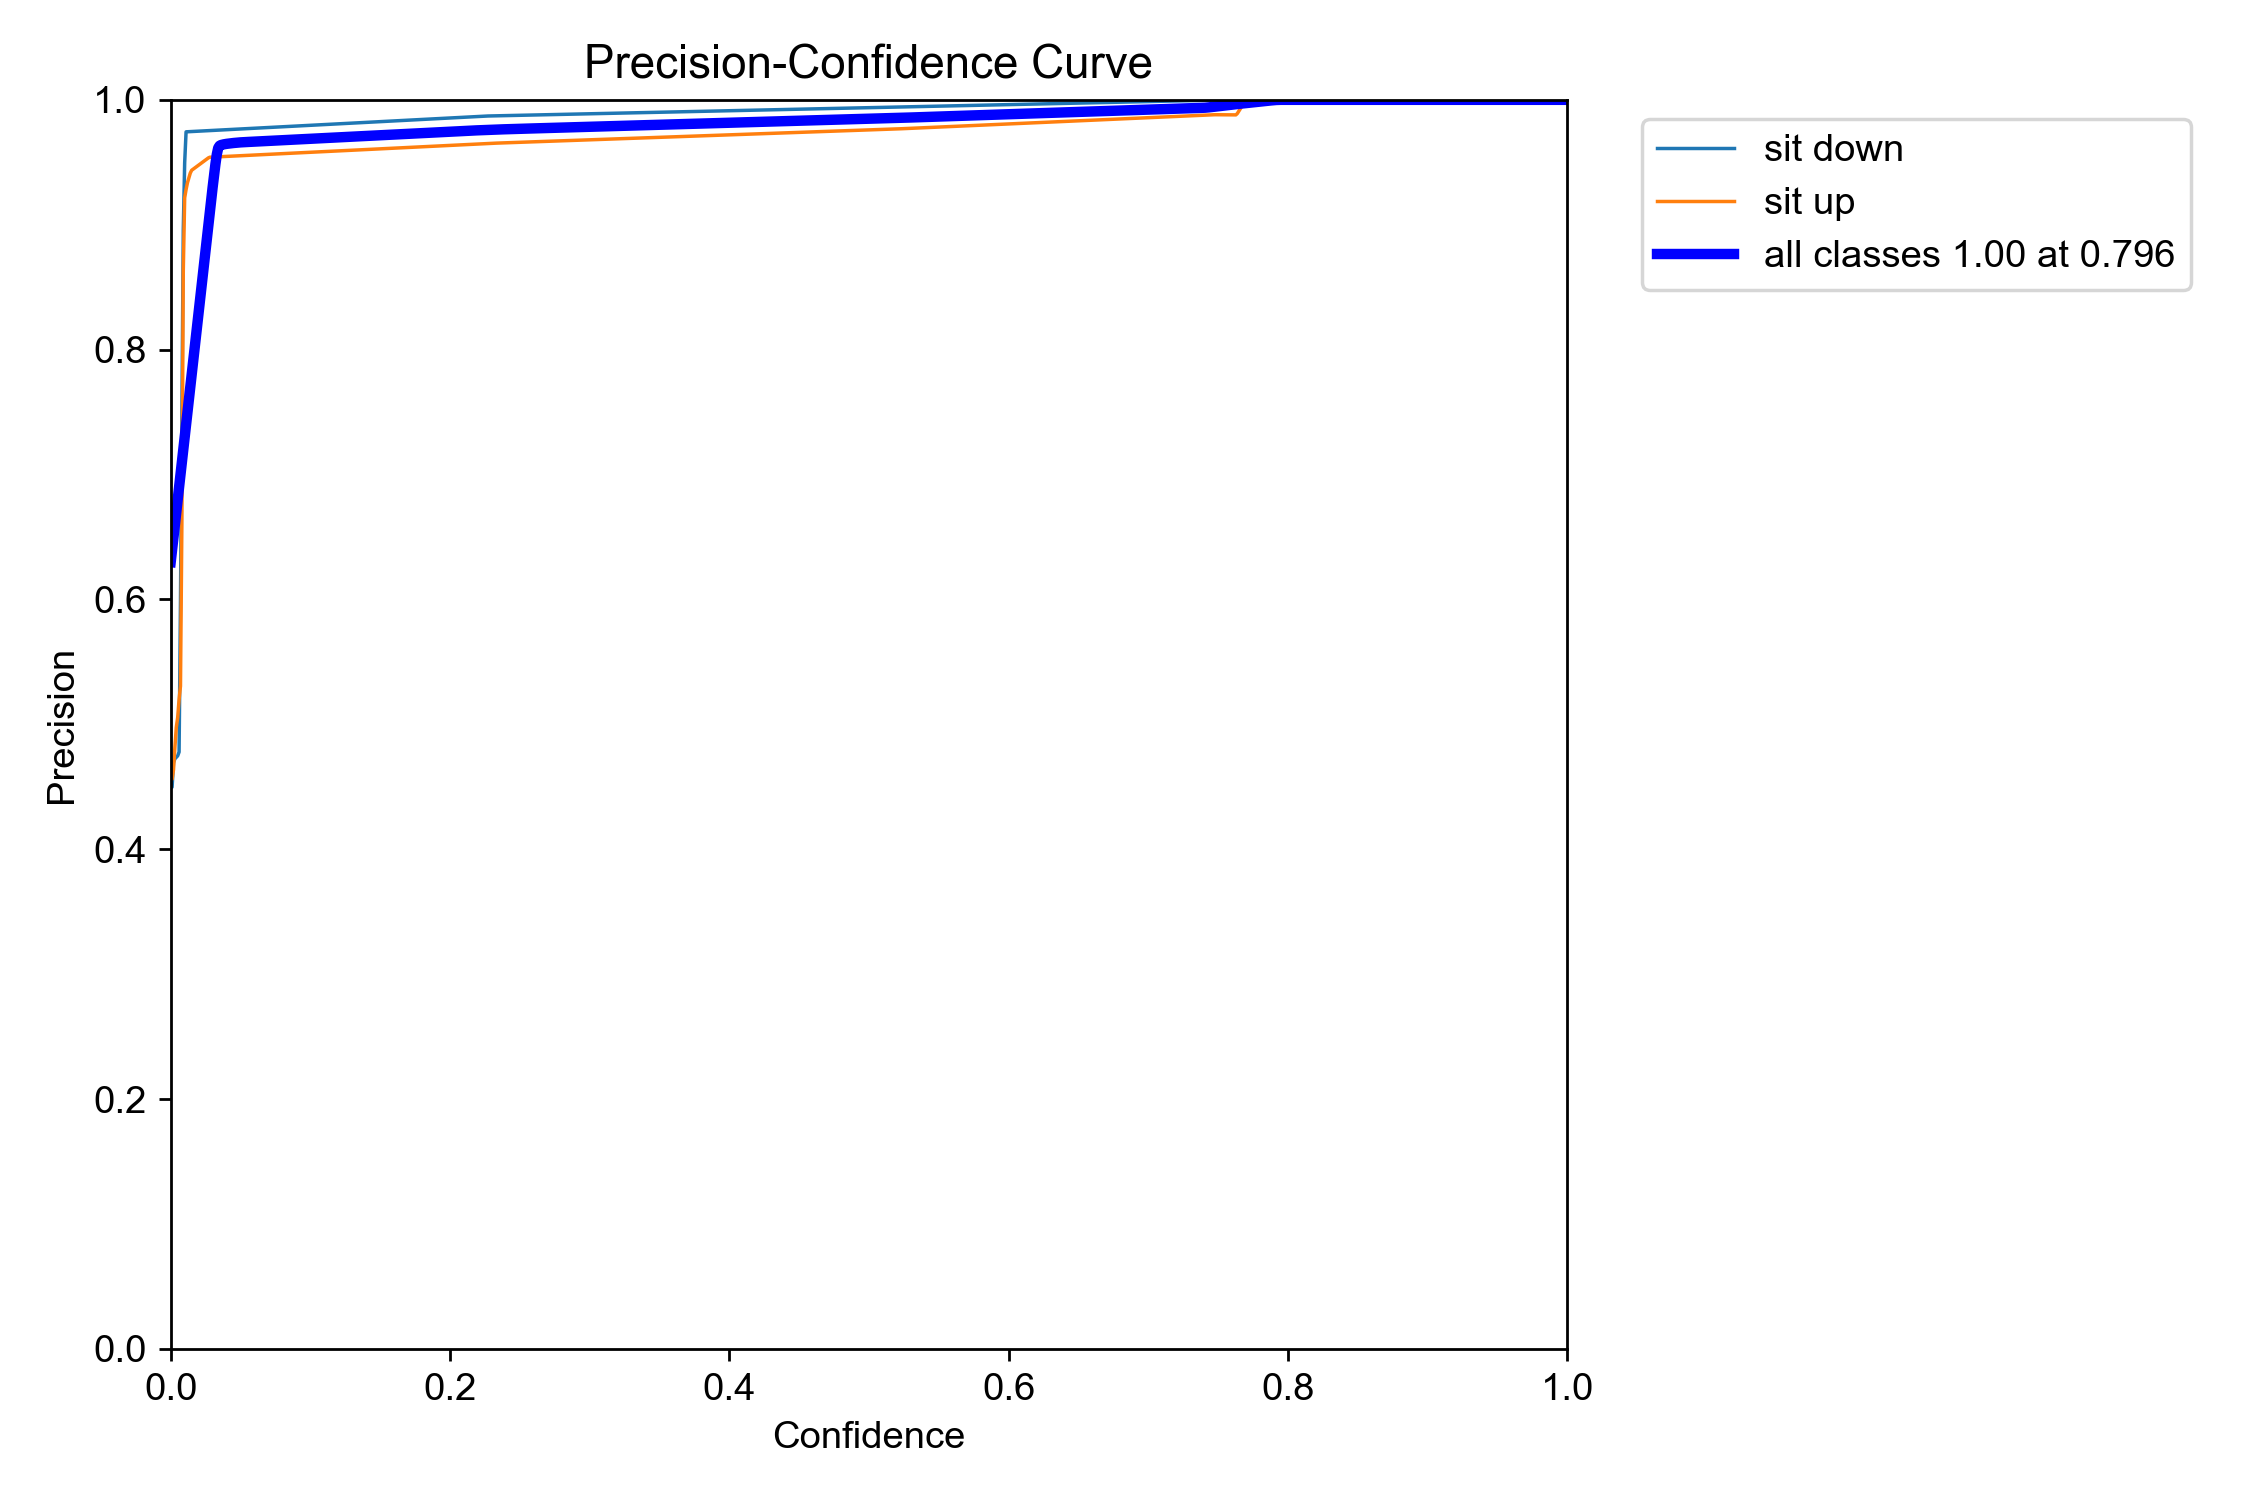 Precision-Confidence Curve
1.0
0.8
0.6
0.4
0.2
0.0
Precision
0.0 0.2 0.4 0.6 0.8 1.0
Confidence
sit down
sit up
all classes 1.00 at 0.796